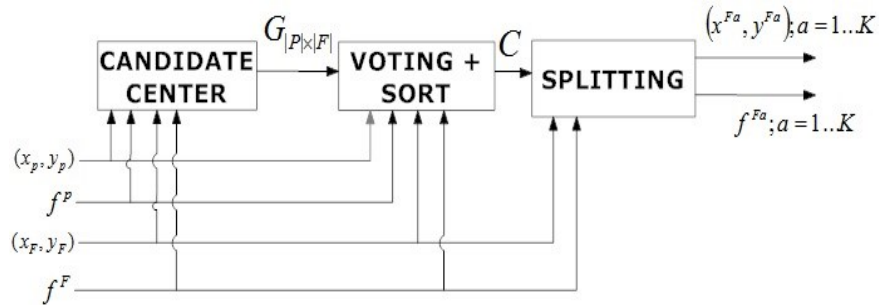 CANDIDATE CENTER
G|P|×|F|
VOTING + SORT
C
SPLITTING
(x^{Fa}, y^{Fa}); a = 1...K
f^{Fa}; a = 1...K
(x_p, y_p)
f^p
(x_F, y_F)
f^F